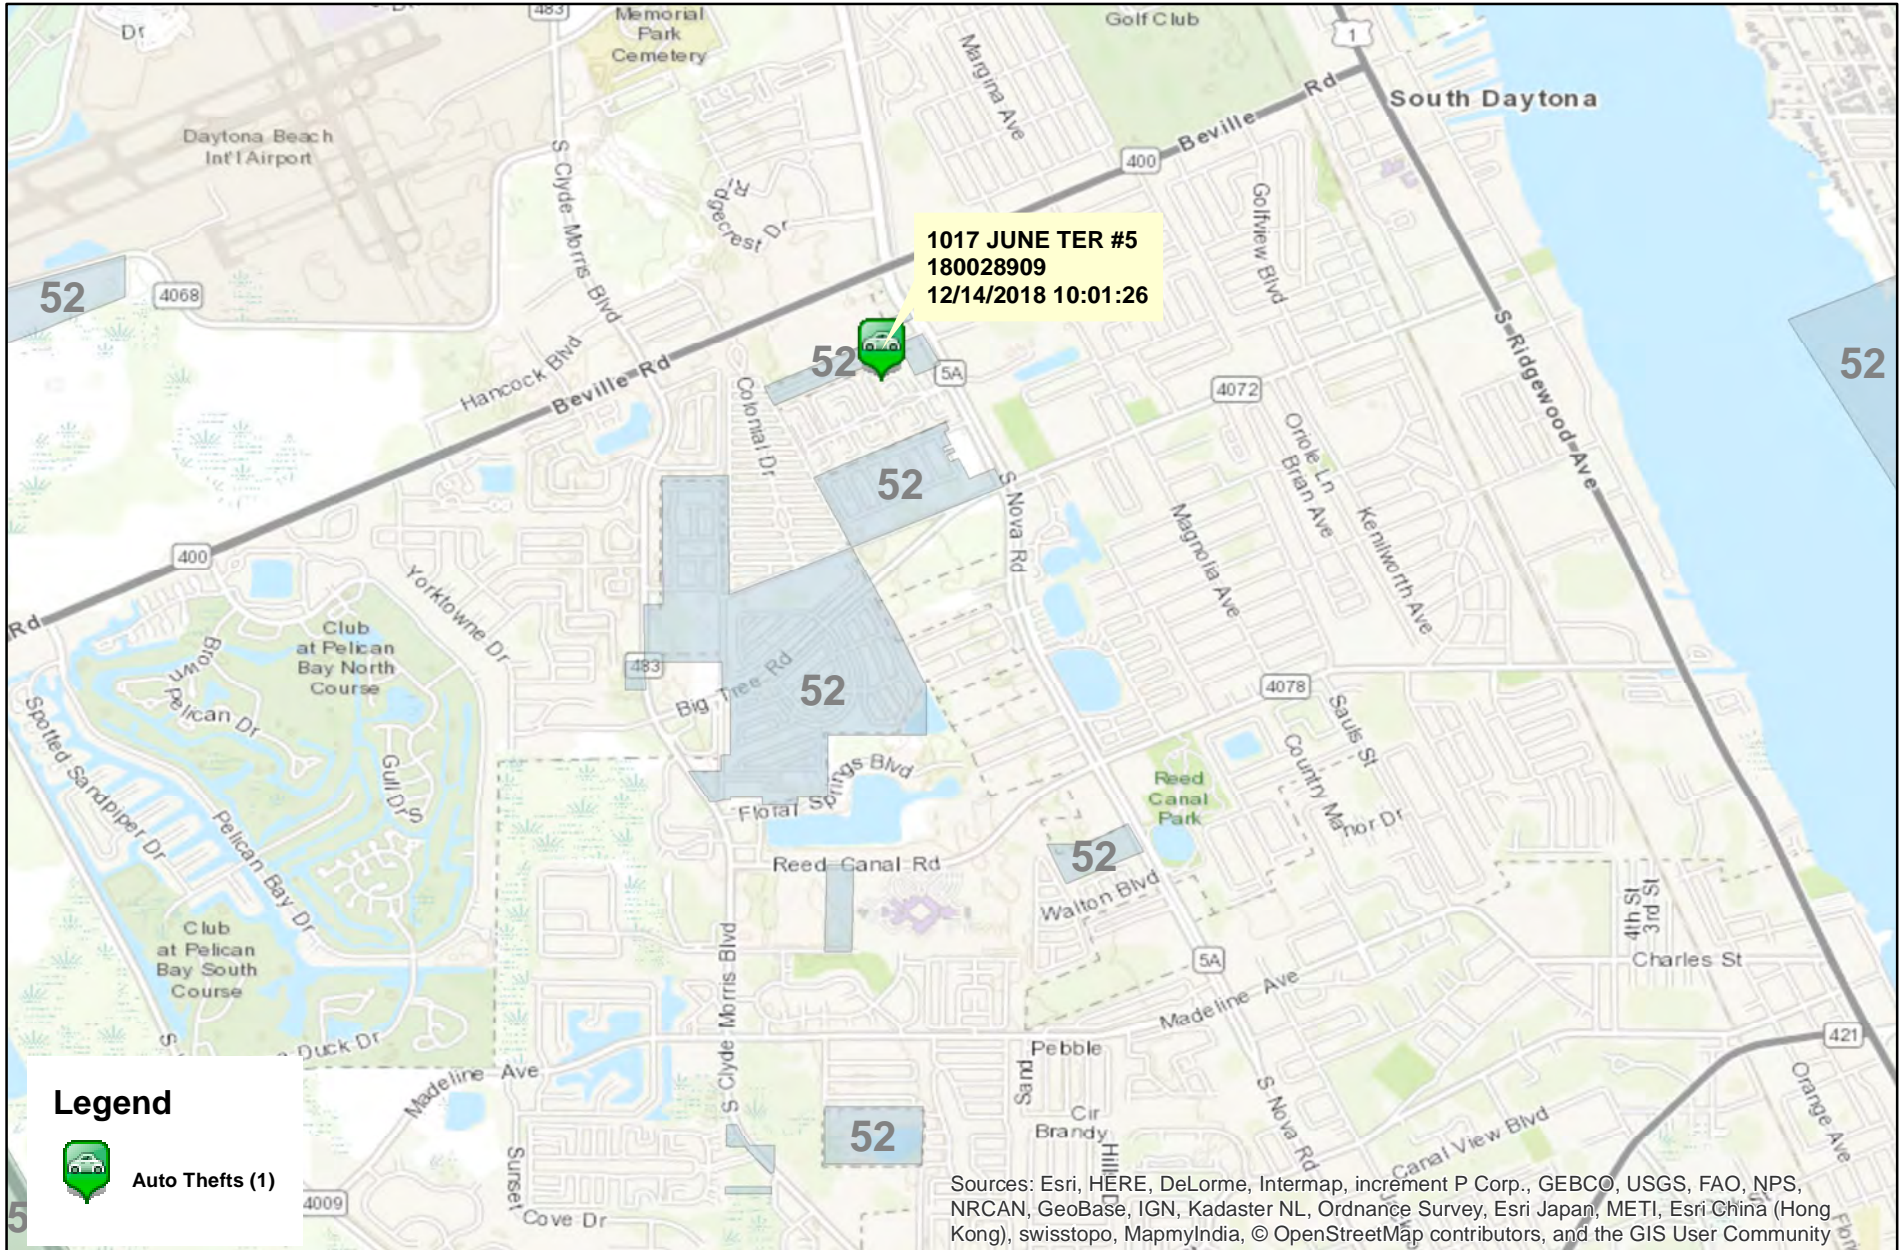 Dr
483
Memorial
Park
Cemetery
Golf Club
1
Margina Ave
Beville Rd
South Daytona
Daytona Beach
Int'l Airport
S Clyde Morris Blvd
400
Ridgecrest Dr
Golfview Blvd
1017 JUNE TER #5
180028909
12/14/2018 10:01:26
52
4068
52
52
S Ridgewood Ave
Hancock Blvd
Beville Rd
5A
4072
Colonial Dr
Oriole Ln
Brian Ave
52
S Nova Rd
Magnolia Ave
Kenilworth Ave
400
Yorktowne Dr
Rd
Club
at Pelican
Bay North
Course
Brown
Pelican Dr
483
Big Tree Rd
52
4078
Sauls St
Country Manor Dr
Spotted Sandpiper Dr
Gull Dr S
Floral Springs Blvd
Reed
Canal
Park
Pelican Bay Dr
Reed Canal Rd
52
Walton Blvd
4th St
3rd St
Club
at Pelican
Bay South
Course
S Clyde Morris Blvd
5A
Charles St
Madeline Ave
Duck Dr
Pebble
421
Madeline Ave
Sand
Cir
Brandy
Hill
D
S Nova Rd
Orange Ave
Canal View Blvd
52
Sunset
Cove Dr
4009
5
Legend
Auto Thefts (1)
Sources: Esri, HERE, DeLorme, Intermap, increment P Corp., GEBCO, USGS, FAO, NPS,
NRCAN, GeoBase, IGN, Kadaster NL, Ordnance Survey, Esri Japan, METI, Esri China (Hong
Kong), swisstopo, MapmyIndia, © OpenStreetMap contributors, and the GIS User Community